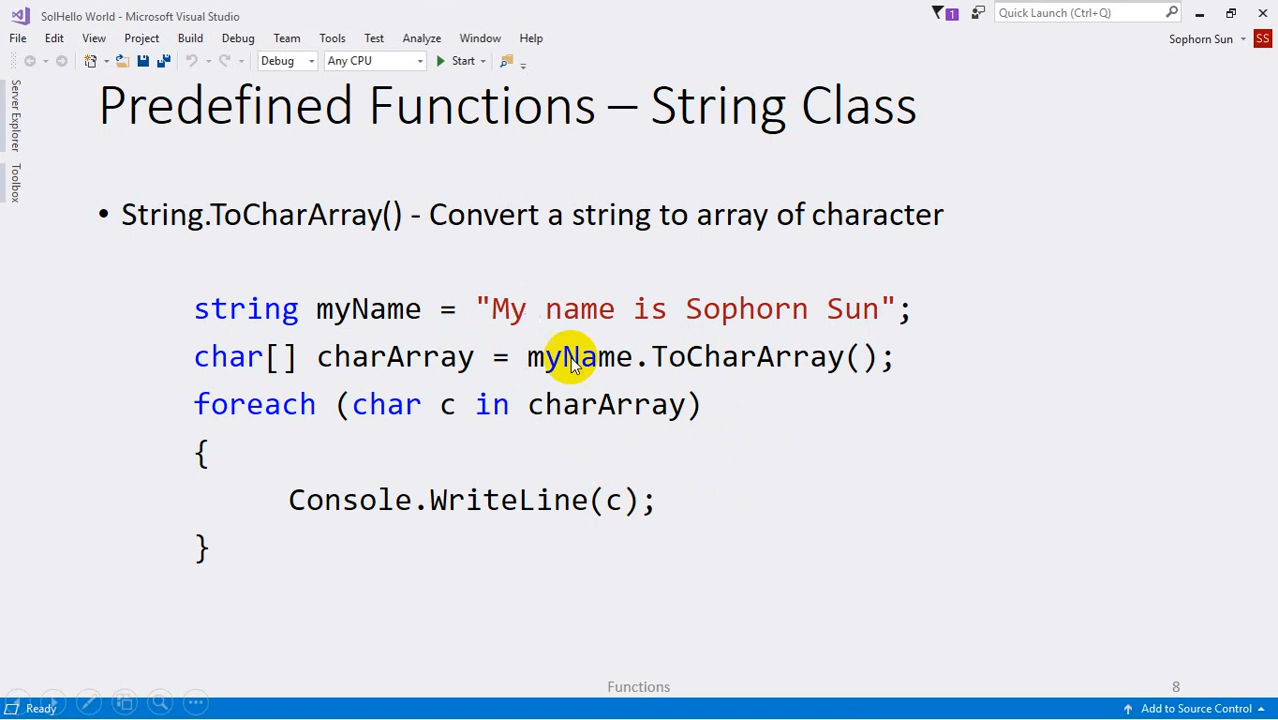 SolHello World - Microsoft Visual Studio
1
Quick Launch (Ctrl+Q)
File Edit View Project Build Debug Team Tools Test Analyze Window Help
Sophorn Sun SS
Debug Any CPU Start
Server Explorer
Toolbox
Predefined Functions – String Class
• String.ToCharArray() - Convert a string to array of character
string myName = "My name is Sophorn Sun";
char[] charArray = myName.ToCharArray();
foreach (char c in charArray)
{
Console.WriteLine(c);
}
Functions
8
Ready
Add to Source Control